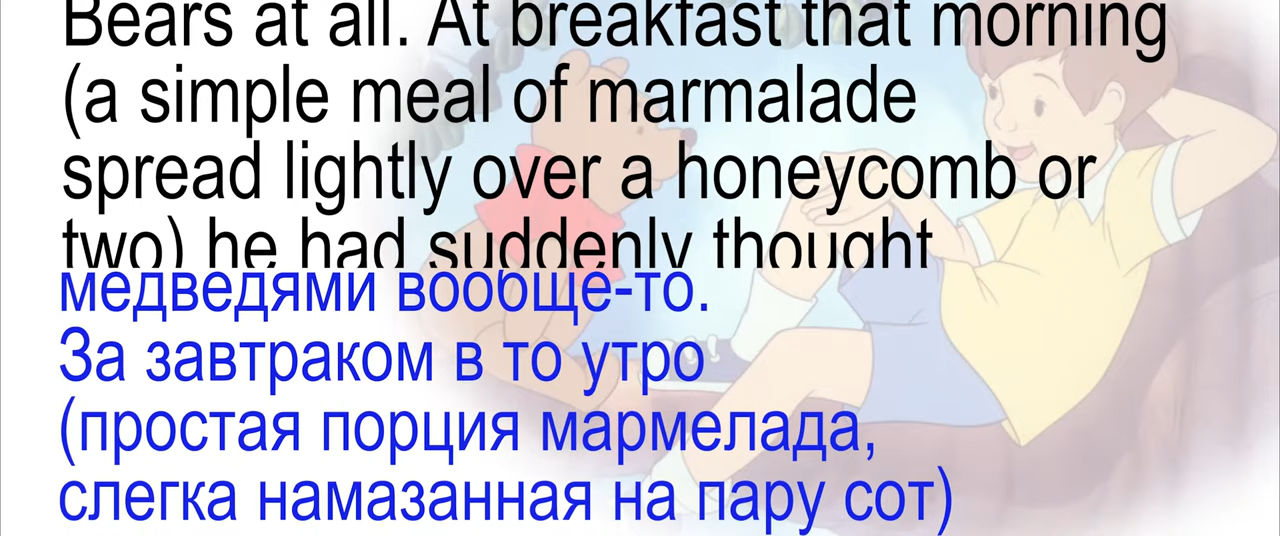 Bears at all. At breakfast that morning
(a simple meal of marmalade
spread lightly over a honeycomb or
two) he had suddenly thought
медведями вообще-то.
За завтраком в то утро
(простая порция мармелада,
слегка намазанная на пару сот)